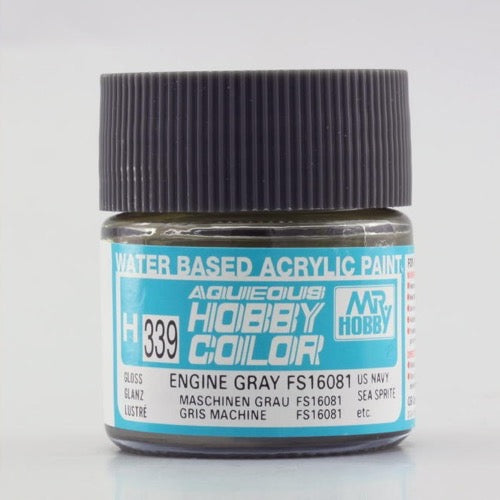 WATER BASED ACRYLIC PAINT
AQUEOUS
HOBBY
COLOR
MR
HOBBY
H 339
GLOSS
GLANZ
LUSTRÉ
ENGINE GRAY FS16081
MASCHINEN GRAU FS16081
GRIS MACHINE FS16081
US NAVY
SEA SPRITE
etc.